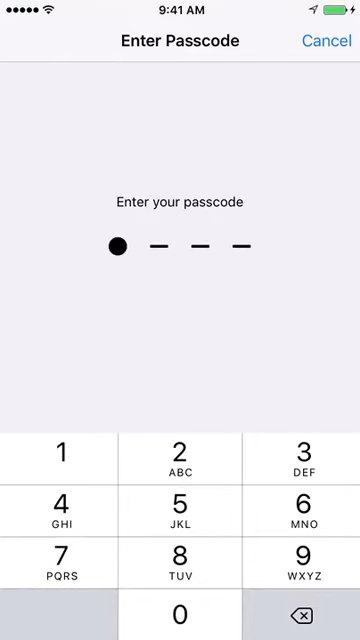 9:41 AM
Enter Passcode Cancel
Enter your passcode
1 2 3
ABC DEF
4 5 6
GHI JKL MNO
7 8 9
PQRS TUV WXYZ
0